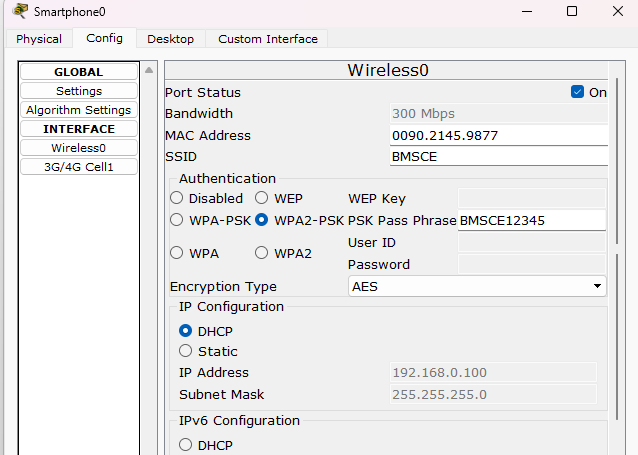 Smartphone0
Physical Config Desktop Custom Interface
GLOBAL
Settings
Algorithm Settings
INTERFACE
Wireless0
3G/4G Cell1
Wireless0
Port Status On
Bandwidth 300 Mbps
MAC Address 0090.2145.9877
SSID BMSCE
Authentication
Disabled WEP WEP Key
WPA-PSK WPA2-PSK PSK Pass Phrase BMSCE12345
User ID
WPA WPA2
Password
Encryption Type AES
IP Configuration
DHCP
Static
IP Address 192.168.0.100
Subnet Mask 255.255.255.0
IPv6 Configuration
DHCP